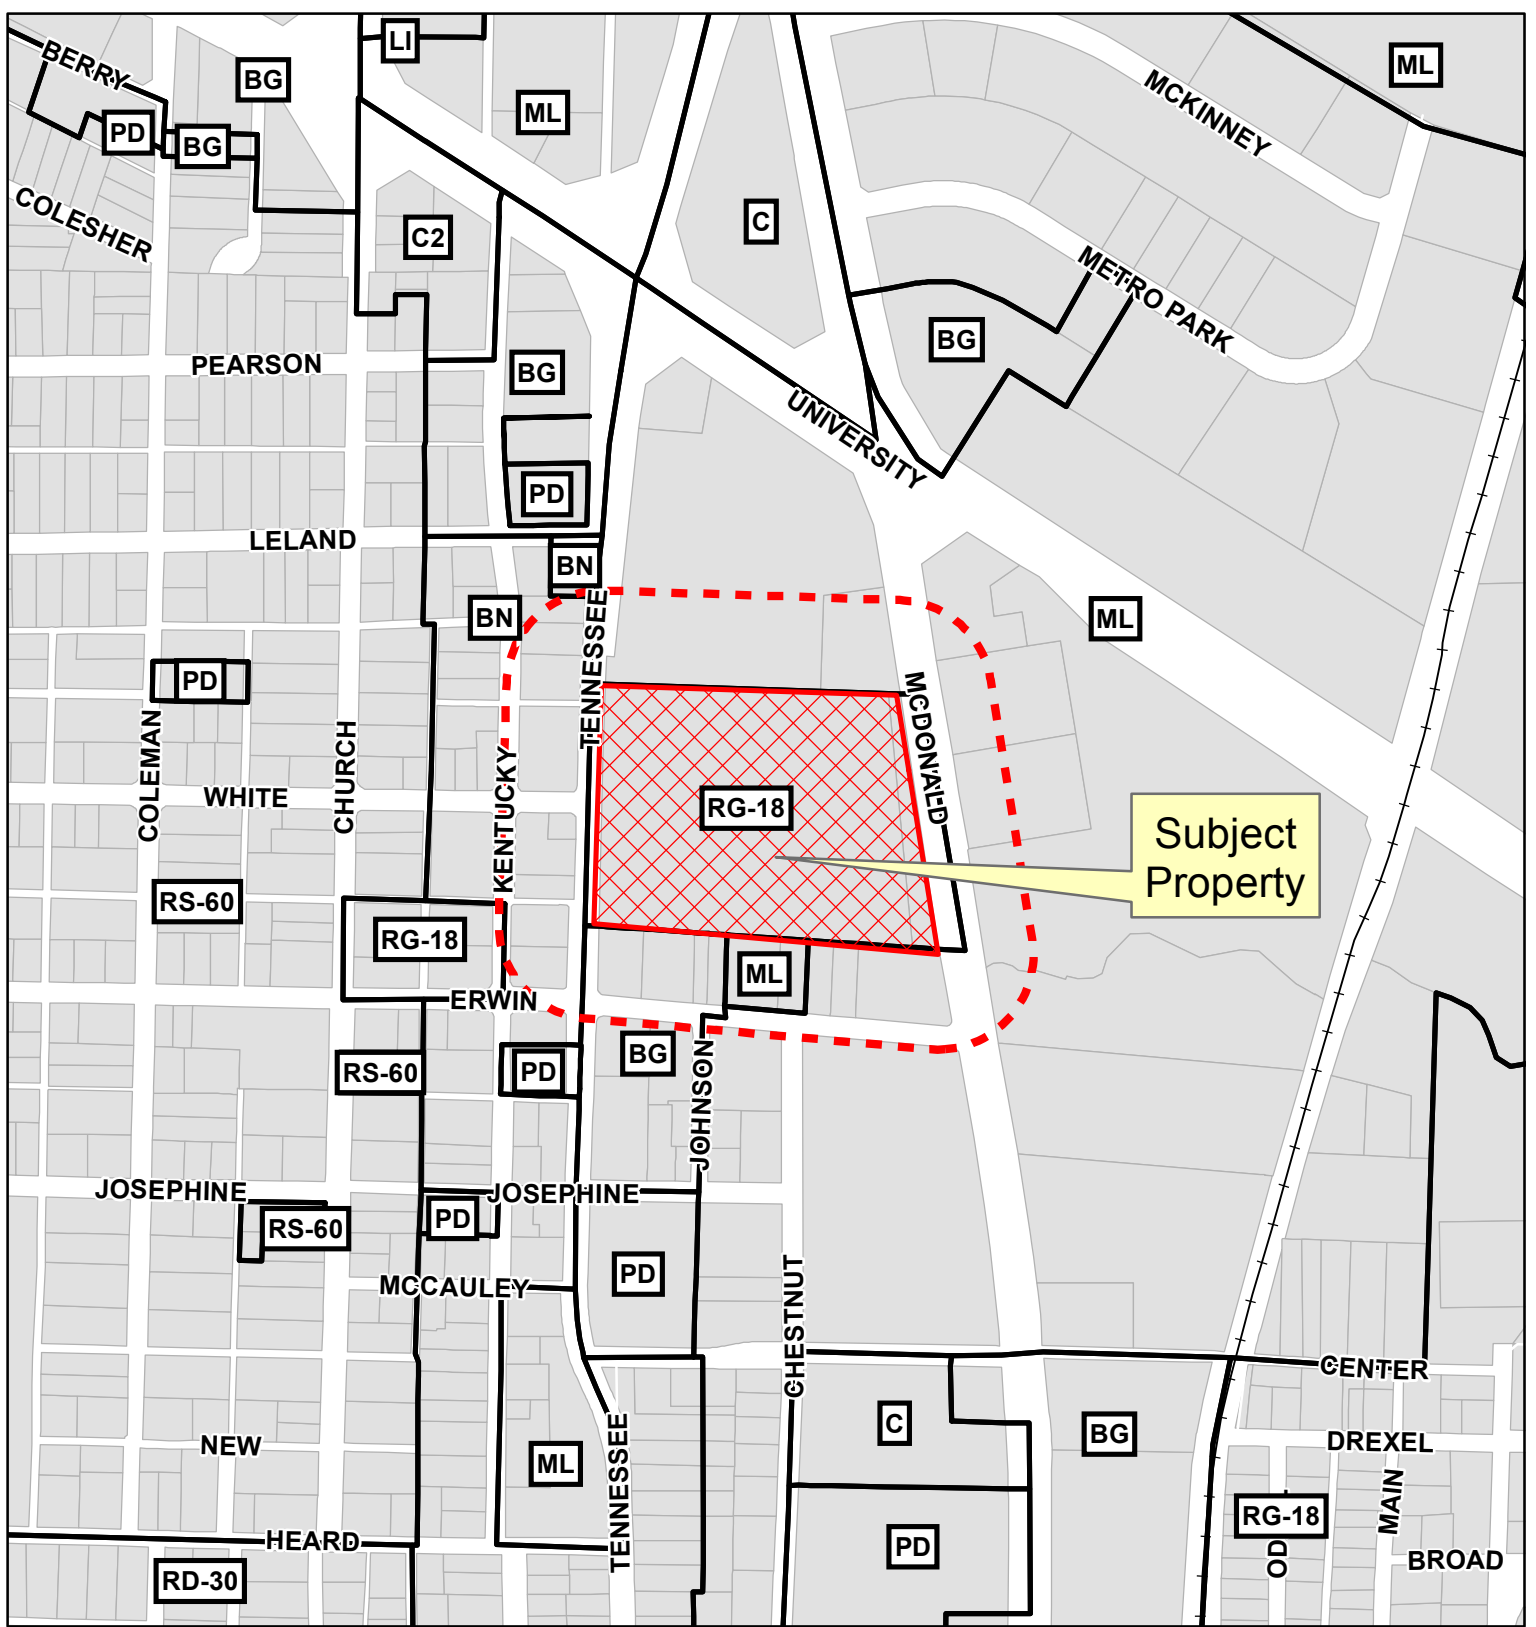 LI
BERRY
BG
ML
ML
MCKINNEY
PD
BG
COLESHER
C
C2
METRO PARK
BG
PEARSON
BG
UNIVERSITY
PD
LELAND
BN
BN
ML
TENNESSEE
PD
MCDONALD
COLEMAN
CHURCH
KENTUCKY
WHITE
RG-18
Subject
Property
RS-60
RG-18
ML
ERWIN
BG
RS-60
PD
JOHNSON
JOSEPHINE
JOSEPHINE
PD
RS-60
PD
MCCAULEY
CHESTNUT
CENTER
C
BG
DREXEL
NEW
ML
TENNESSEE
MAIN
RG-18
HEARD
PD
OD
BROAD
RD-30